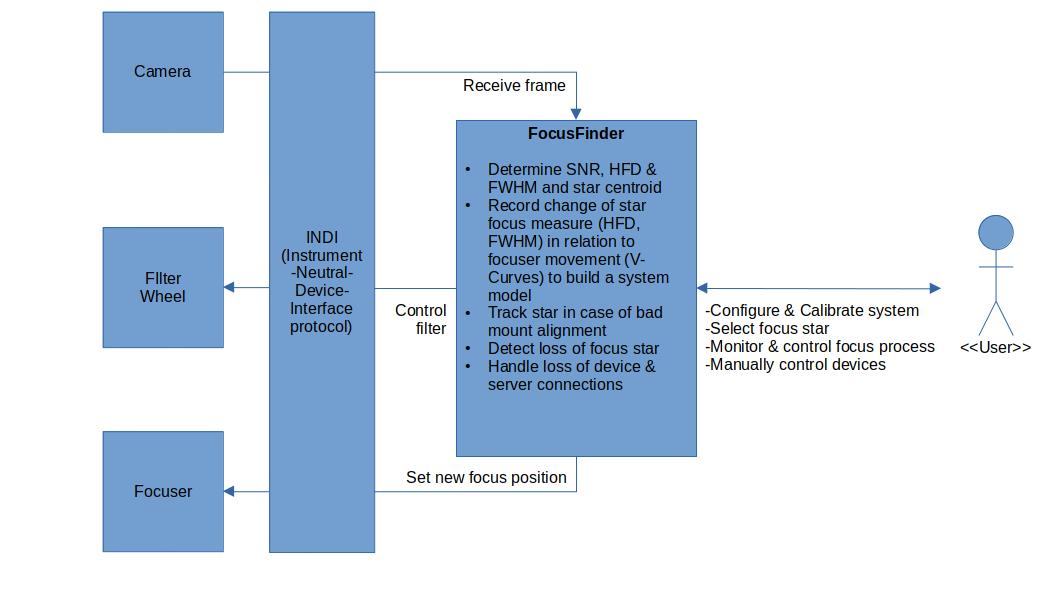 Camera
Receive frame
FocusFinder
• Determine SNR, HFD &
FWHM and star centroid
• Record change of star
focus measure (HFD,
FWHM) in relation to
focuser movement (V-
Curves) to build a system
model
• Track star in case of bad
mount alignment
• Detect loss of focus star
• Handle loss of device &
server connections
INDI
(Instrument
-Neutral-
Device-
Interface
protocol)
FIlter
Wheel
Control
filter
-Configure & Calibrate system
-Select focus star
-Monitor & control focus process
-Manually control devices
<<User>>
Set new focus position
Focuser